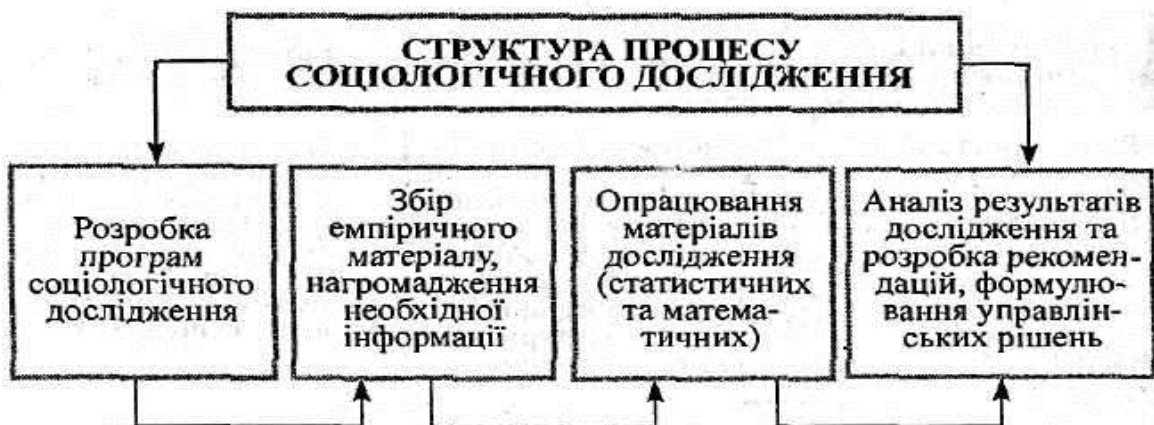 СТРУКТУРА ПРОЦЕСУ
СОЦІОЛОГІЧНОГО ДОСЛІДЖЕННЯ
Розробка
програм
соціологічного
дослідження
Збір
емпіричного
матеріалу,
нагромадження
необхідної
інформації
Опрацювання
матеріалів
дослідження
(статистичних
та матема-
тичних)
Аналіз результатів
дослідження та
розробка рекомен-
дацій, формулю-
вання управлін-
ських рішень